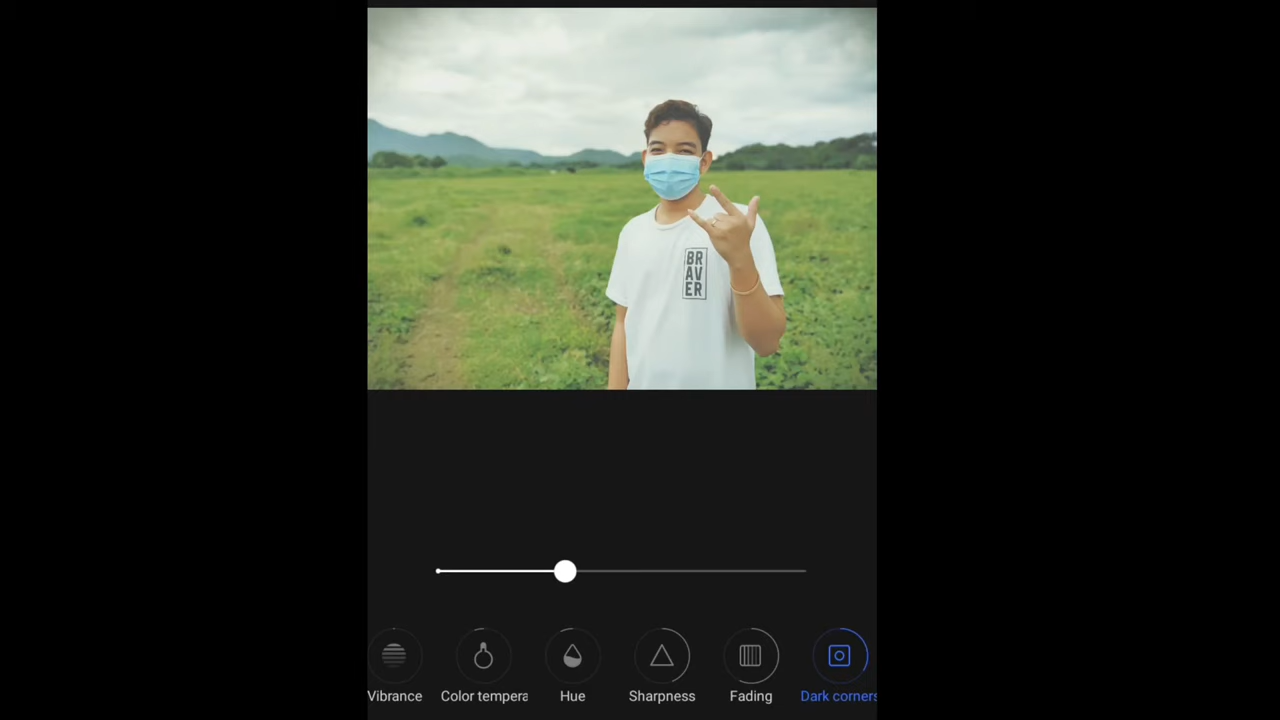 BR
AV
ER
Vibrance
Color tempera
Hue
Sharpness
Fading
Dark corners